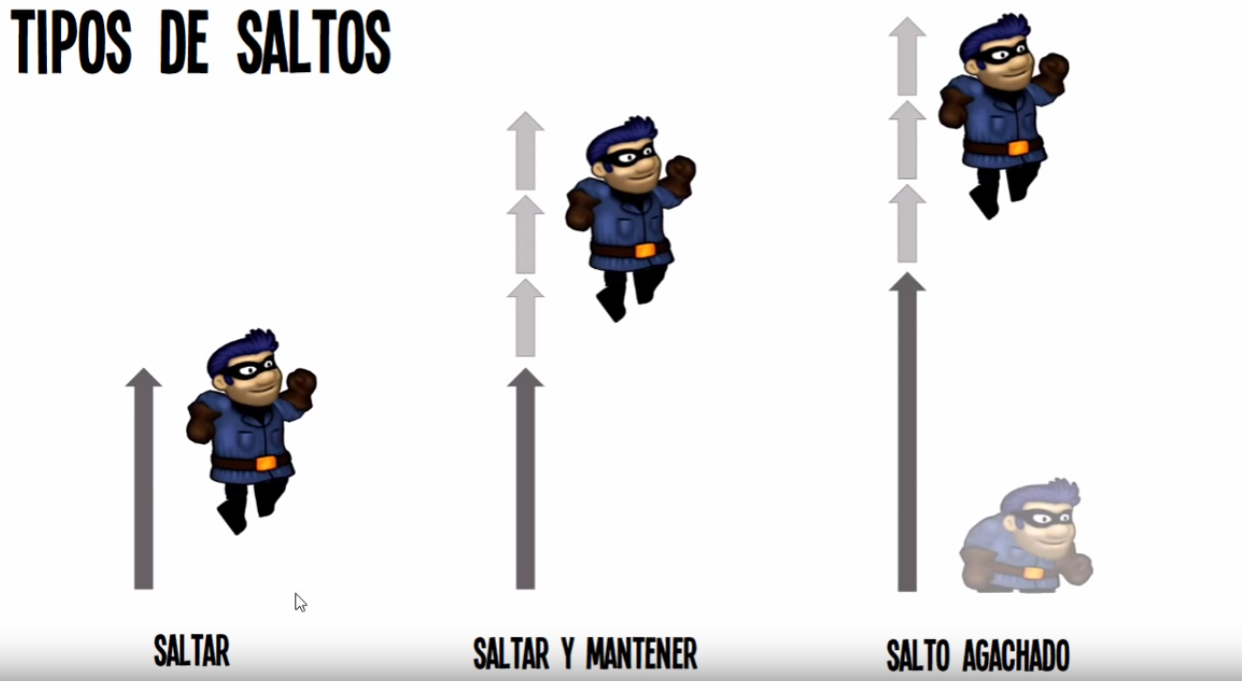 TIPOS DE SALTOS
SALTAR
SALTAR Y MANTENER
SALTO AGACHADO